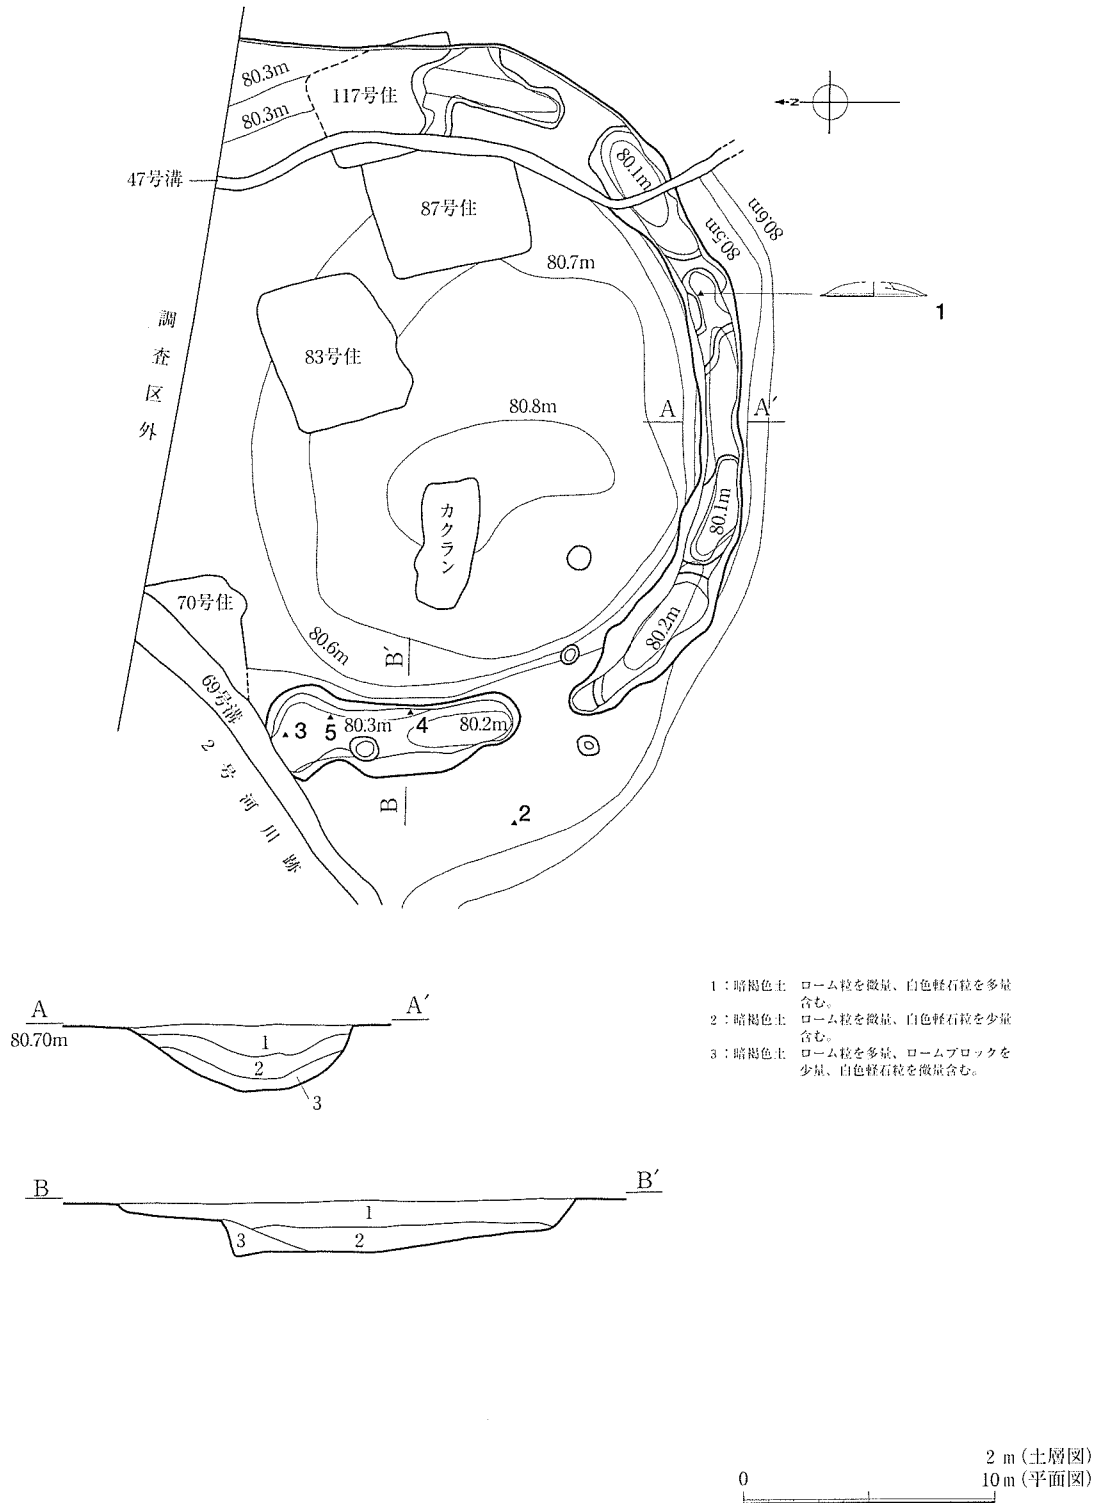 80.3m
117号住
80.3m
N
47号溝
80.1m
87号住
80.6m
80.5m
80.7m
1
調査区外
83号住
80.8m
A
A′
カクラン
80.1m
70号住
80.2m
80.6m
B′
69号溝
3
5
80.3m
4
80.2m
2号河川跡
B
2
A
A′
80.70m
1
2
3
1：暗褐色土 ローム粒を微量、白色軽石粒を多量
含む。
2：暗褐色土 ローム粒を微量、白色軽石粒を少量
含む。
3：暗褐色土 ローム粒を多量、ロームブロックを
少量、白色軽石粒を微量含む。
B
B′
1
3
2
2 m (土層図)
0
10m (平面図)